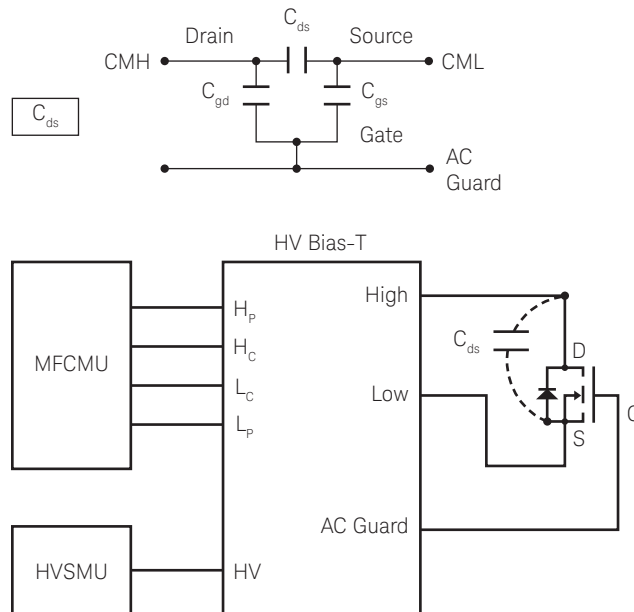 C_ds
Drain
Source
CMH
CML
C_gd
C_gs
C_ds
Gate
AC
Guard
HV Bias-T
MFCMU
H_P
H_C
L_C
L_P
High
Low
C_ds
D
S
AC Guard
HVSMU
HV